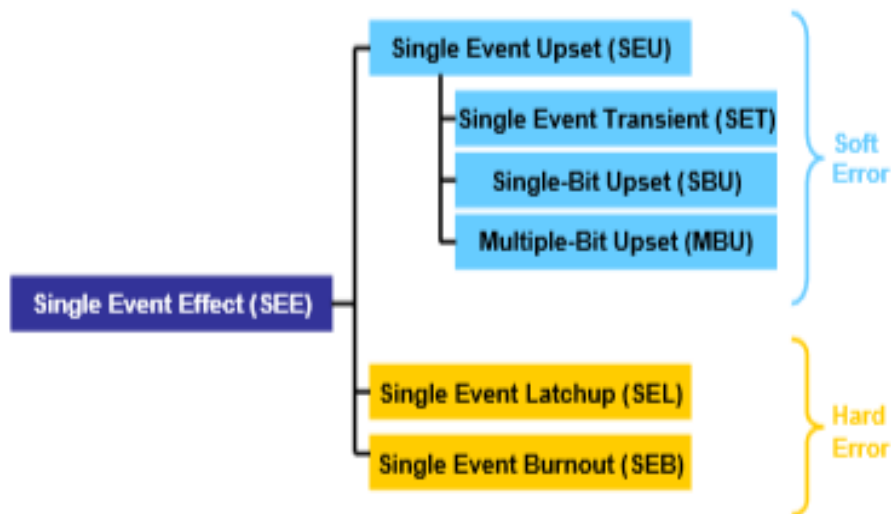 Single Event Upset (SEU)
Single Event Transient (SET)
Single-Bit Upset (SBU)
Multiple-Bit Upset (MBU)
Soft
Error
Single Event Effect (SEE)
Single Event Latchup (SEL)
Single Event Burnout (SEB)
Hard
Error